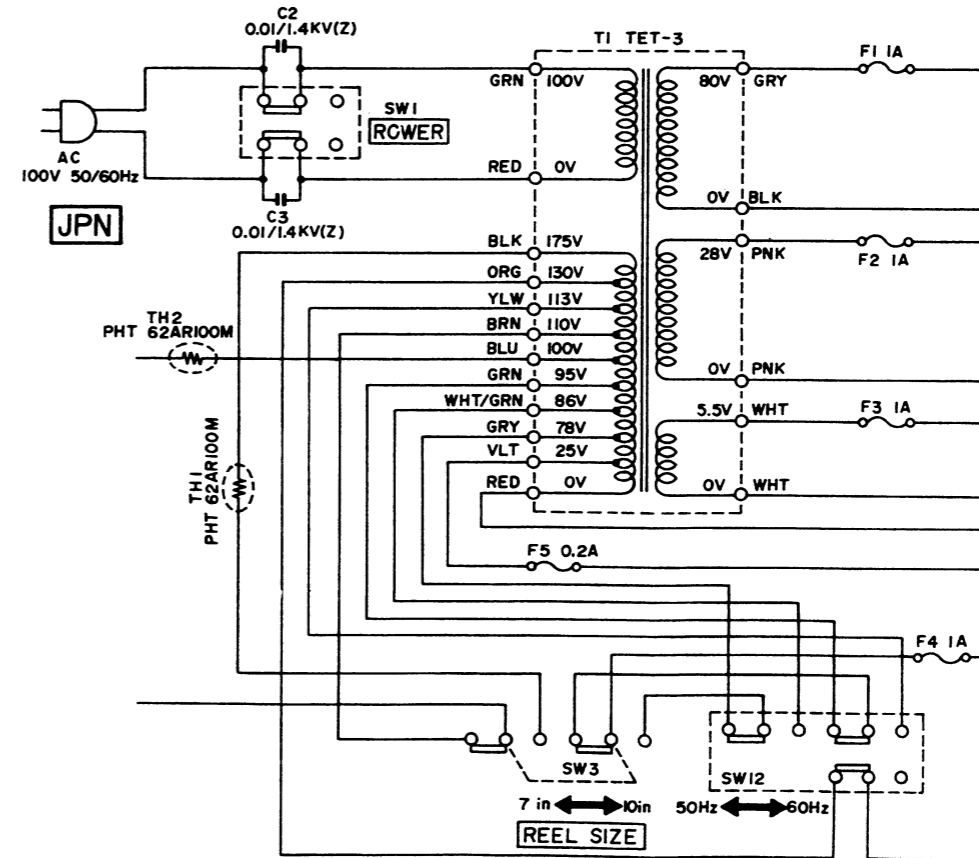 C2
0.01/1.4KV(Z)
T1 TET-3
F1 1A
GRN 100V
80V GRY
SW1
RCWER
AC
100V 50/60Hz
RED 0V
0V BLK
JPN
C3
0.01/1.4KV(Z)
BLK 175V
28V PNK
F2 1A
ORG 130V
YLW 113V
TH2
PHT 62AR100M
BRN 110V
BLU 100V
GRN 95V
0V PNK
WHT/GRN 86V
5.5V WHT
F3 1A
GRY 78V
VLT 25V
RED 0V
0V WHT
TH1
PHT 62AR100M
F5 0.2A
F4 1A
SW3
SW12
7 in 10in
50Hz 60Hz
REEL SIZE